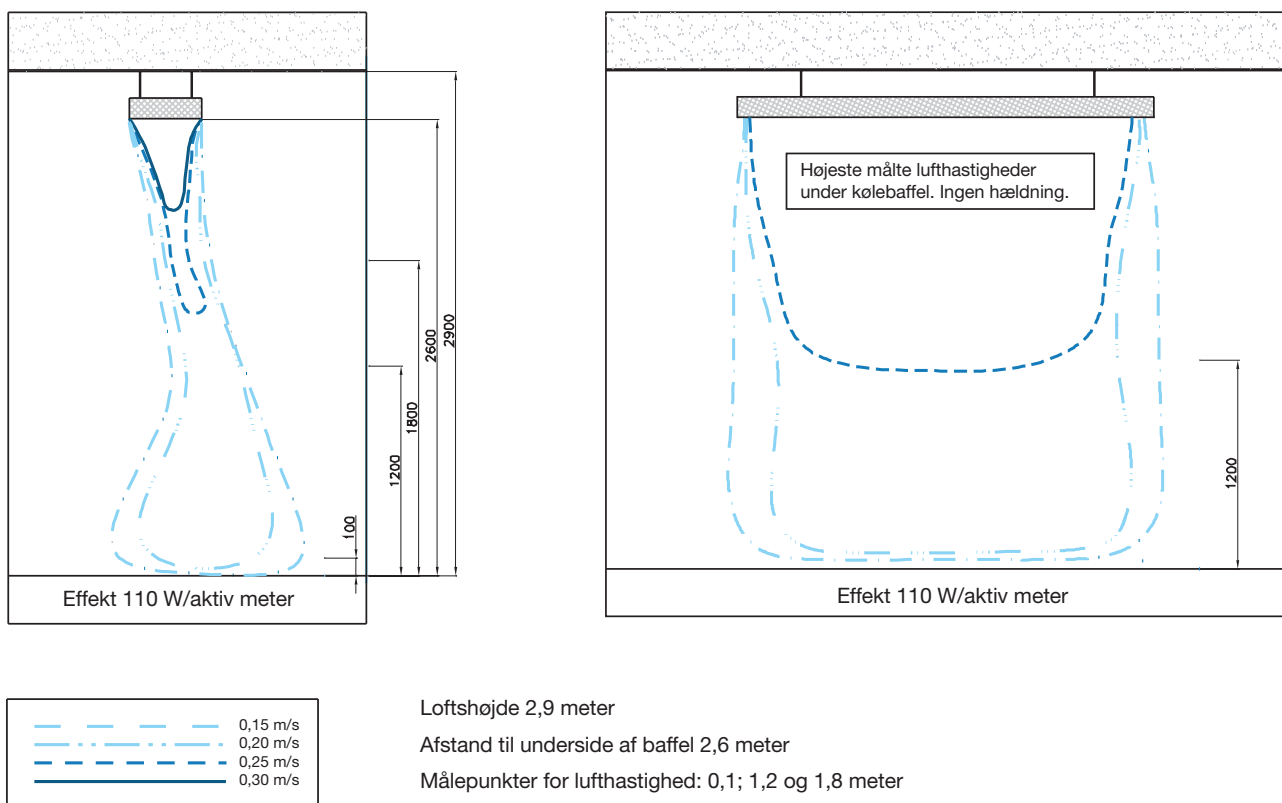 Højeste målte lufthastigheder
under kølebaffel. Ingen hældning.
2900
2600
1800
1200
100
1200
Effekt 110 W/aktiv meter
Effekt 110 W/aktiv meter
0,15 m/s
0,20 m/s
0,25 m/s
0,30 m/s
Loftshøjde 2,9 meter
Afstand til underside af baffel 2,6 meter
Målepunkter for lufthastighed: 0,1; 1,2 og 1,8 meter